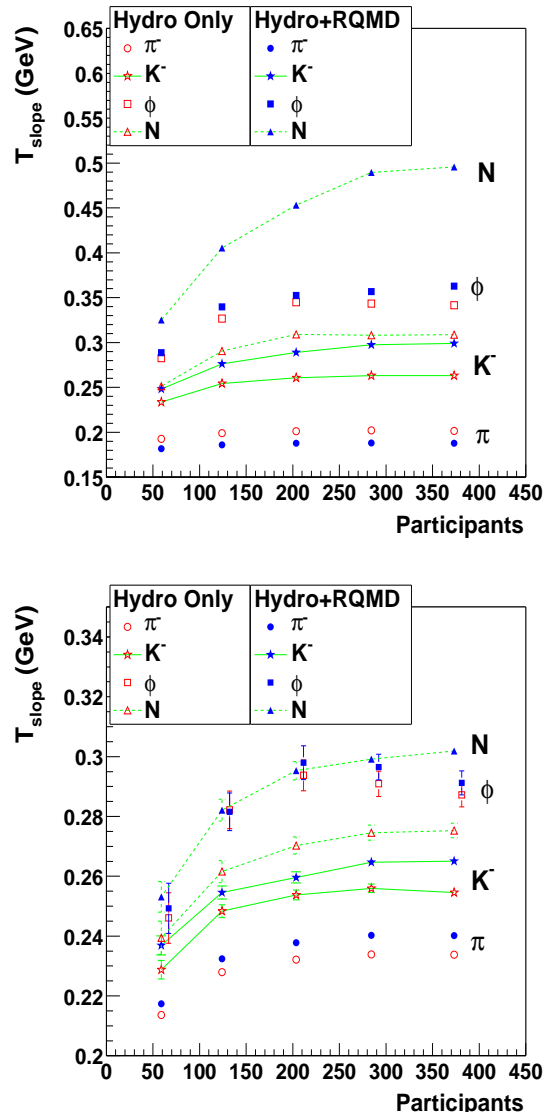 T_slope (GeV)
0.65
0.6
0.55
0.5
0.45
0.4
0.35
0.3
0.25
0.2
0.15
Hydro Only Hydro+RQMD
π⁻ π⁻
K⁻ K⁻
ϕ ϕ
N N
N
ϕ
K⁻
π
0 50 100 150 200 250 300 350 400 450
Participants
T_slope (GeV)
0.34
0.32
0.3
0.28
0.26
0.24
0.22
0.2
Hydro Only Hydro+RQMD
π⁻ π⁻
K⁻ K⁻
ϕ ϕ
N N
N
ϕ
K⁻
π
0 50 100 150 200 250 300 350 400 450
Participants